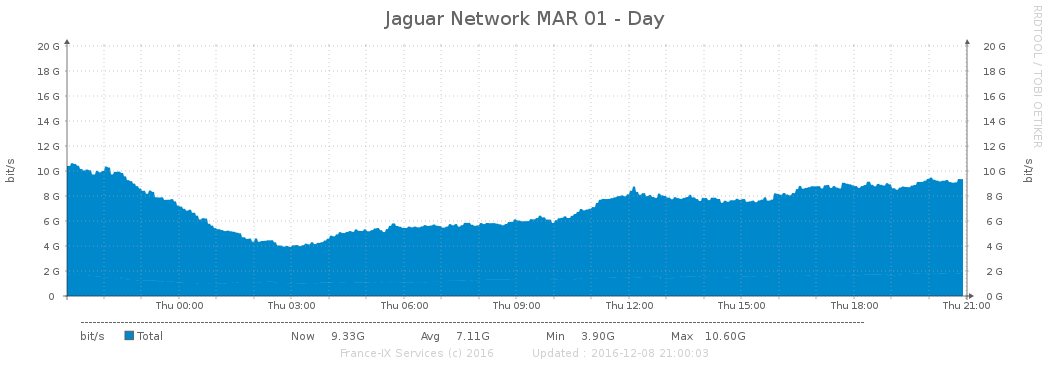 Jaguar Network MAR 01 - Day
RRDTOOL / TOBI OETIKER
20 G 20 G
18 G 18 G
16 G 16 G
14 G 14 G
12 G 12 G
10 G 10 G
8 G 8 G
6 G 6 G
4 G 4 G
2 G 2 G
0 0 G
bit/s
bit/s
Thu 00:00 Thu 03:00 Thu 06:00 Thu 09:00 Thu 12:00 Thu 15:00 Thu 18:00 Thu 21:00
bit/s Total Now 9.33G Avg 7.11G Min 3.90G Max 10.60G
France-IX Services (c) 2016 Updated : 2016-12-08 21:00:03